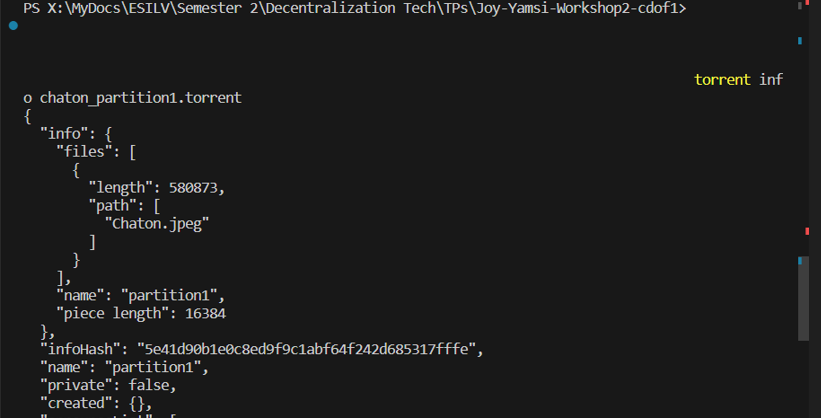 PS X:\MyDocs\ESILV\Semester 2\Decentralization Tech\TPs\Joy-Yamsi-Workshop2-cdof1>
torrent inf
o chaton_partition1.torrent
{
  "info": {
    "files": [
      {
        "length": 580873,
        "path": [
          "Chaton.jpeg"
        ]
      }
    ],
    "name": "partition1",
    "piece length": 16384
  },
  "infoHash": "5e41d90b1e0c8ed9f9c1abf64f242d685317fffe",
  "name": "partition1",
  "private": false,
  "created": {},